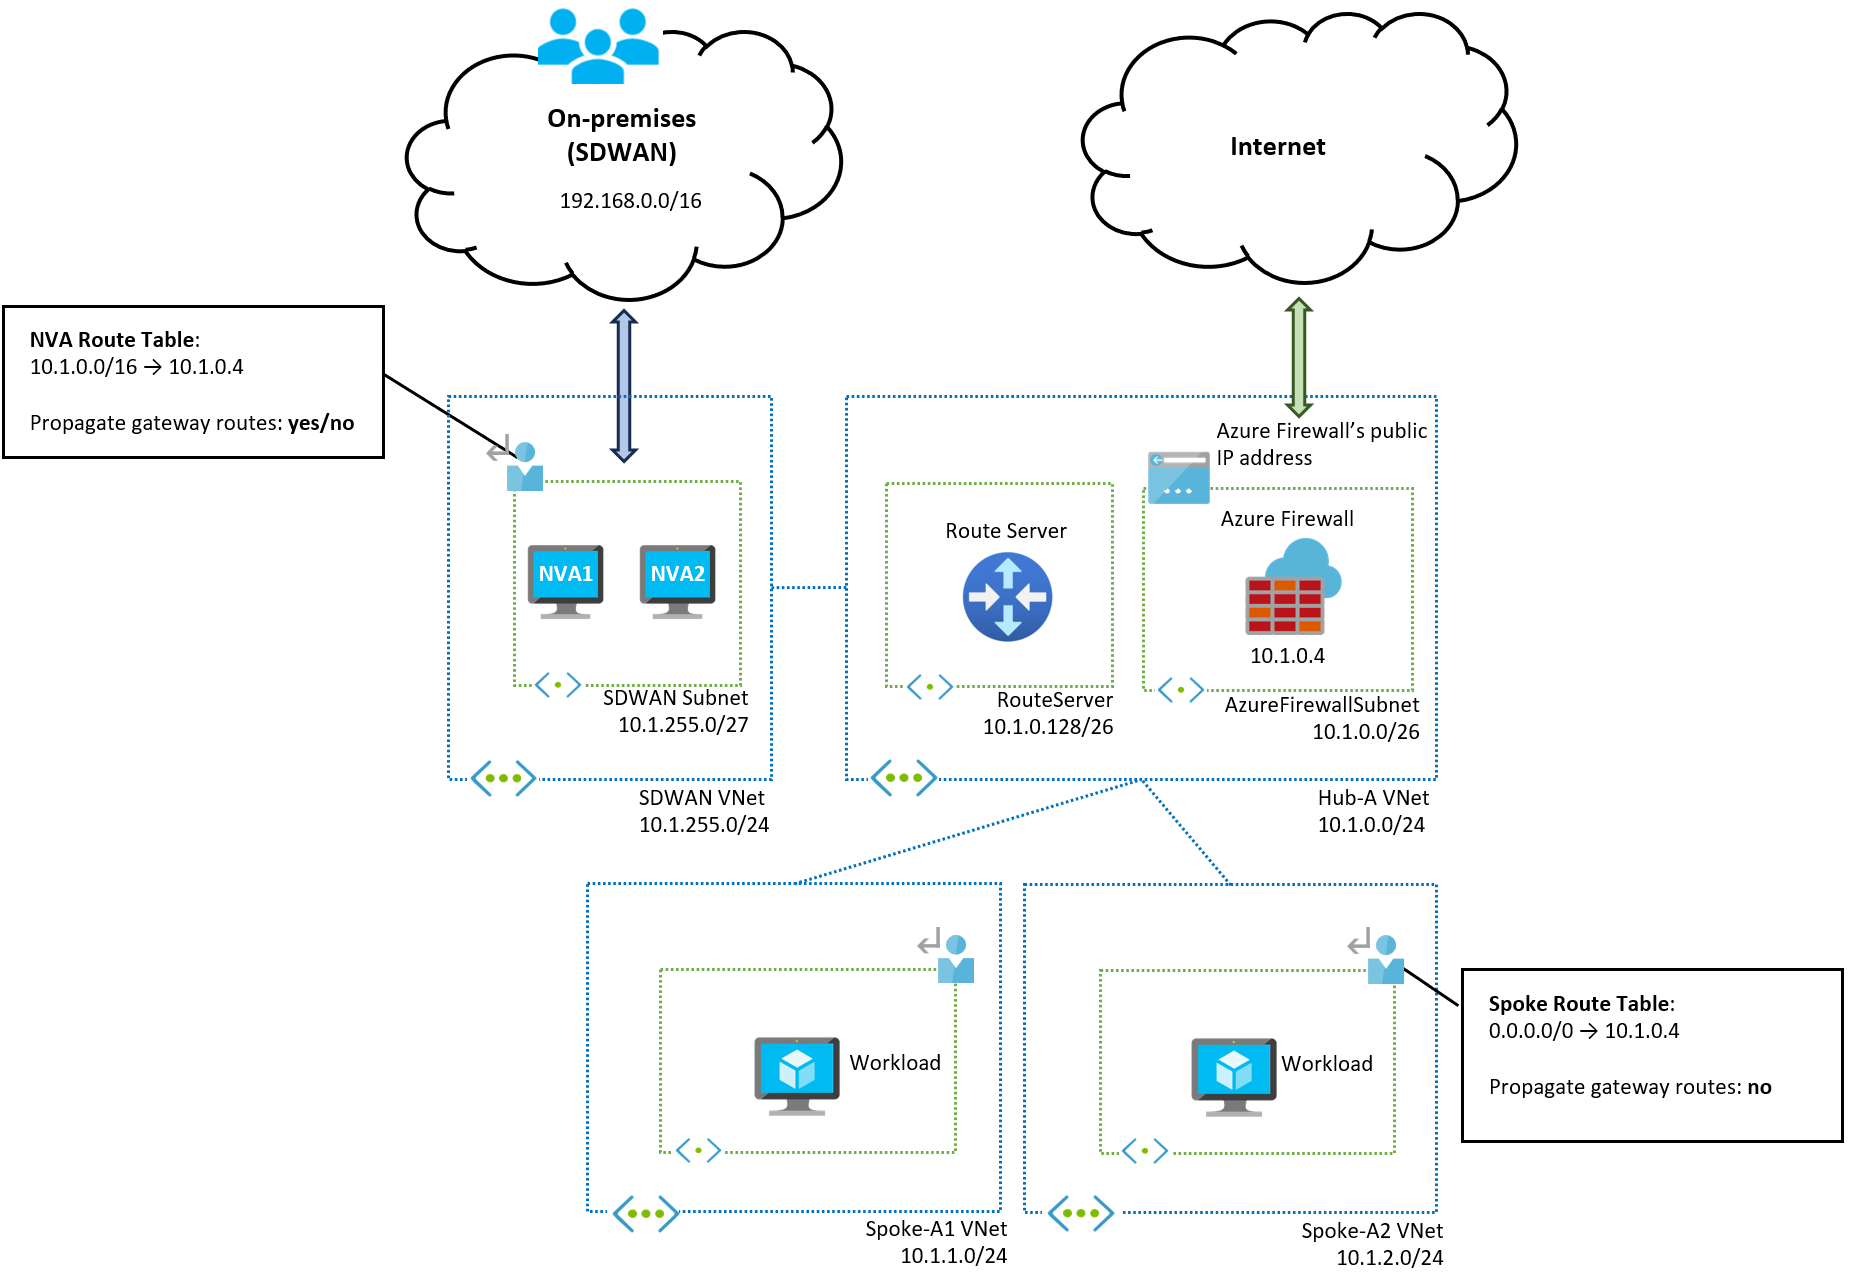 On-premises
(SDWAN)
192.168.0.0/16
Internet
NVA Route Table:
10.1.0.0/16 → 10.1.0.4
Propagate gateway routes: yes/no
Azure Firewall's public
IP address
NVA1
NVA2
Route Server
Azure Firewall
10.1.0.4
SDWAN Subnet
10.1.255.0/27
RouteServer
10.1.0.128/26
AzureFirewallSubnet
10.1.0.0/26
SDWAN VNet
10.1.255.0/24
Hub-A VNet
10.1.0.0/24
Workload
Workload
Spoke Route Table:
0.0.0.0/0 → 10.1.0.4
Propagate gateway routes: no
Spoke-A1 VNet
10.1.1.0/24
Spoke-A2 VNet
10.1.2.0/24